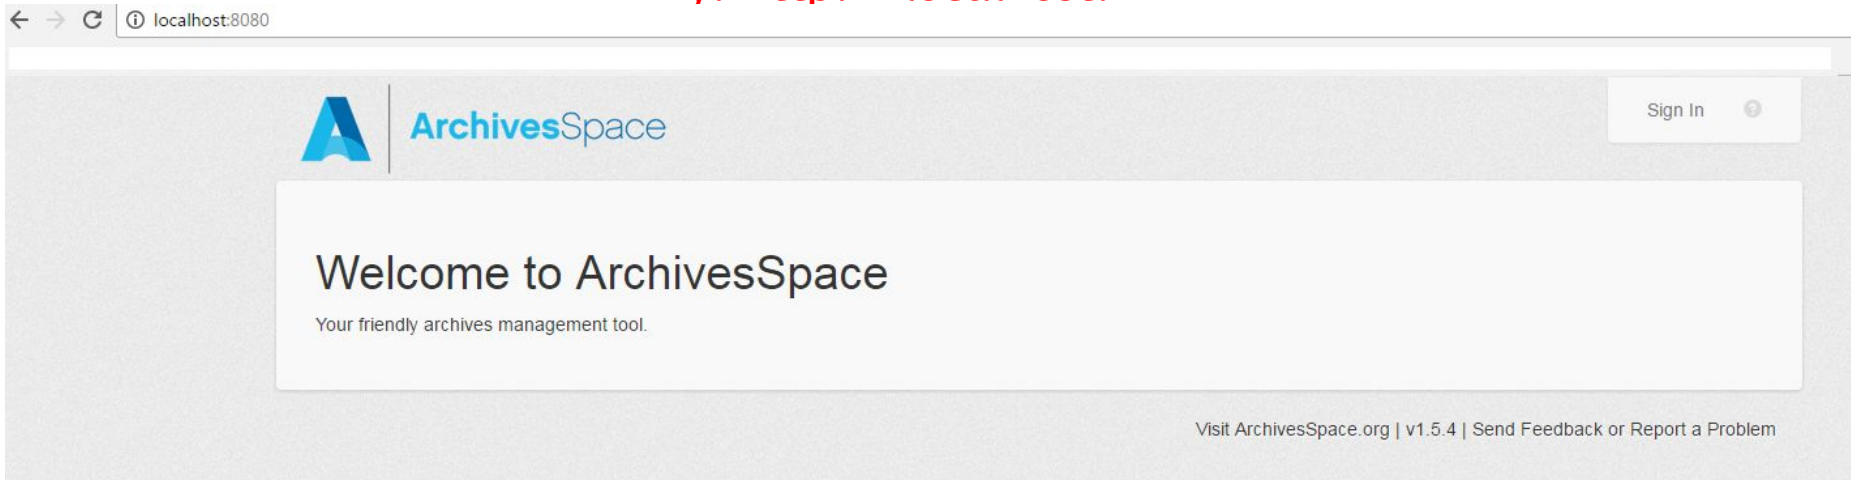 localhost:8080
ArchivesSpace
Sign In
Welcome to ArchivesSpace
Your friendly archives management tool.
Visit ArchivesSpace.org | v1.5.4 | Send Feedback or Report a Problem